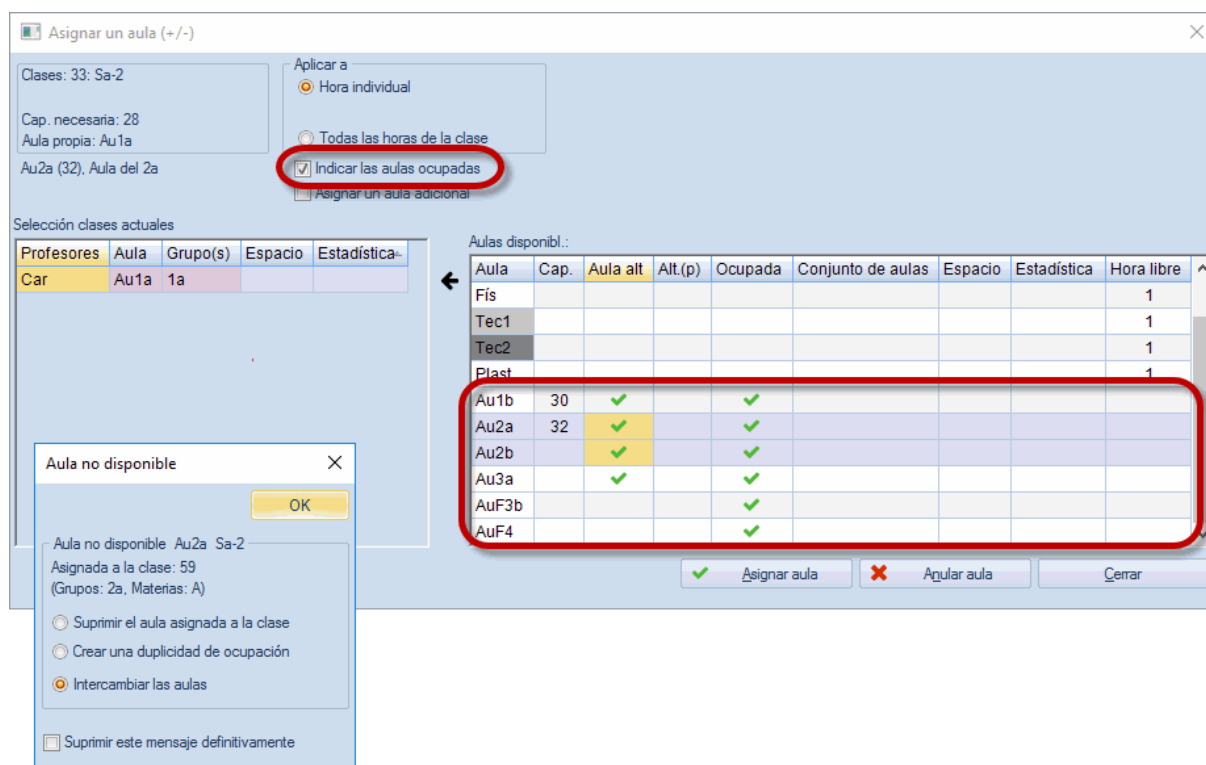 Asignar un aula (+/-)
Clases: 33: Sa-2
Cap. necesaria: 28
Aula propia: Au1a
Au2a (32), Aula del 2a
Aplicar a
Hora individual
Todas las horas de la clase
Indicar las aulas ocupadas
Asignar un aula adicional
Selección clases actuales
Profesores Aula Grupo(s) Espacio Estadística
Car Au1a 1a
Aulas disponibl.:
Aula Cap. Aula alt Alt.(p) Ocupada Conjunto de aulas Espacio Estadística Hora libre
Fís 1
Tec1 1
Tec2 1
Plast 1
Au1b 30
Au2a 32
Au2b
Au3a
AuF3b
AuF4
Asignar aula Anular aula Cerrar
Aula no disponible
OK
Aula no disponible Au2a Sa-2
Asignada a la clase: 59
(Grupos: 2a, Materias: A)
Suprimir el aula asignada a la clase
Crear una duplicidad de ocupación
Intercambiar las aulas
Suprimir este mensaje definitivamente